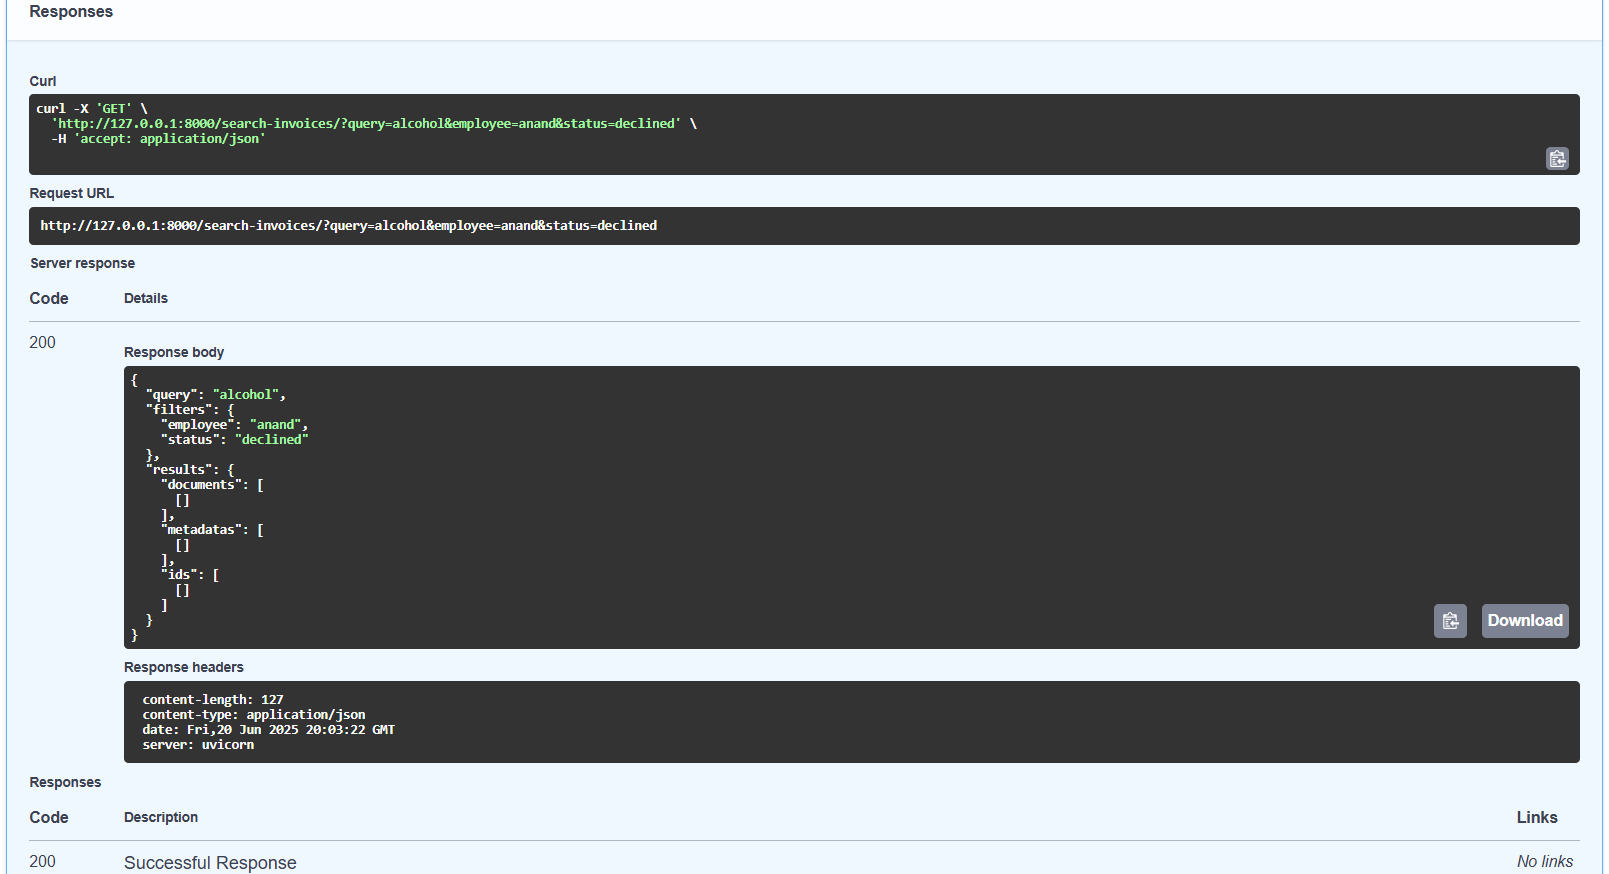 Responses
Curl
curl -X 'GET' \
  'http://127.0.0.1:8000/search-invoices/?query=alcohol&employee=anand&status=declined' \
  -H 'accept: application/json'
Request URL
http://127.0.0.1:8000/search-invoices/?query=alcohol&employee=anand&status=declined
Server response
Code Details
200
Response body
{
  "query": "alcohol",
  "filters": {
    "employee": "anand",
    "status": "declined"
  },
  "results": {
    "documents": [
      []
    ],
    "metadatas": [
      []
    ],
    "ids": [
      []
    ]
  }
}
Download
Response headers
content-length: 127
content-type: application/json
date: Fri,20 Jun 2025 20:03:22 GMT
server: uvicorn
Responses
Code Description Links
200 Successful Response No links